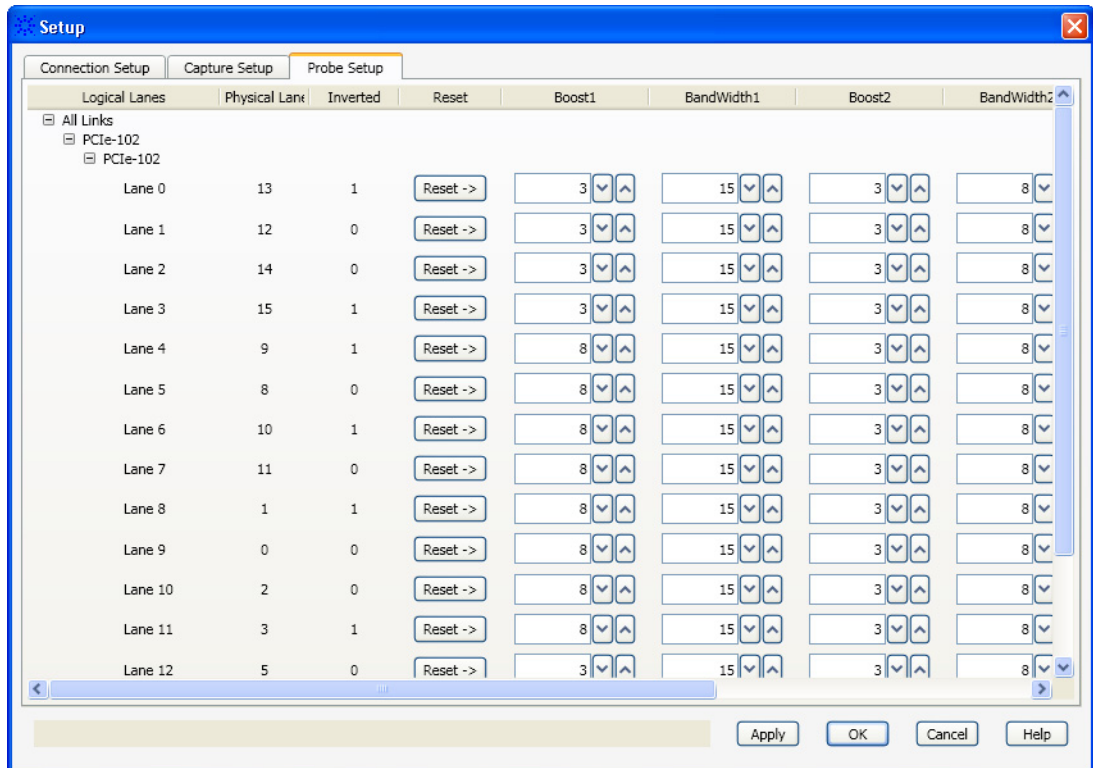 Setup
Connection Setup Capture Setup Probe Setup
Logical Lanes Physical Lane Inverted Reset Boost1 BandWidth1 Boost2 BandWidth2
All Links
PCIe-102
PCIe-102
Lane 0 13 1 Reset -> 3 15 3 8
Lane 1 12 0 Reset -> 3 15 3 8
Lane 2 14 0 Reset -> 3 15 3 8
Lane 3 15 1 Reset -> 3 15 3 8
Lane 4 9 1 Reset -> 8 15 3 8
Lane 5 8 0 Reset -> 8 15 3 8
Lane 6 10 1 Reset -> 8 15 3 8
Lane 7 11 0 Reset -> 8 15 3 8
Lane 8 1 1 Reset -> 8 15 3 8
Lane 9 0 0 Reset -> 8 15 3 8
Lane 10 2 0 Reset -> 8 15 3 8
Lane 11 3 1 Reset -> 8 15 3 8
Lane 12 5 0 Reset -> 3 15 3 8
Apply OK Cancel Help